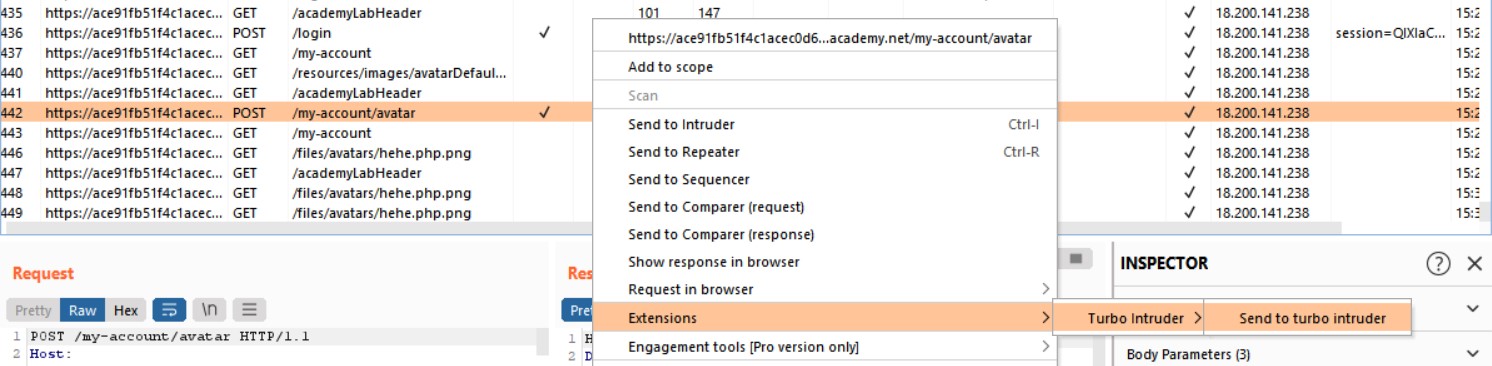 435 https://ace91fb51f4c1acec... GET /academyLabHeader 101 147 ✓ 18.200.141.238 15:2
436 https://ace91fb51f4c1acec... POST /login ✓ ✓ 18.200.141.238 session=QIXIaC... 15:2
437 https://ace91fb51f4c1acec... GET /my-account ✓ 18.200.141.238 15:2
440 https://ace91fb51f4c1acec... GET /resources/images/avatarDefaul... ✓ 18.200.141.238 15:2
441 https://ace91fb51f4c1acec... GET /academyLabHeader ✓ 18.200.141.238 15:2
442 https://ace91fb51f4c1acec... POST /my-account/avatar ✓ ✓ 18.200.141.238 15:2
443 https://ace91fb51f4c1acec... GET /my-account ✓ 18.200.141.238 15:2
446 https://ace91fb51f4c1acec... GET /files/avatars/hehe.php.png ✓ 18.200.141.238 15:2
447 https://ace91fb51f4c1acec... GET /academyLabHeader ✓ 18.200.141.238 15:2
448 https://ace91fb51f4c1acec... GET /files/avatars/hehe.php.png ✓ 18.200.141.238 15:3
449 https://ace91fb51f4c1acec... GET /files/avatars/hehe.php.png ✓ 18.200.141.238 15:3
https://ace91fb51f4c1acec0d6...academy.net/my-account/avatar
Add to scope
Scan
Send to Intruder Ctrl-I
Send to Repeater Ctrl-R
Send to Sequencer
Send to Comparer (request)
Send to Comparer (response)
Show response in browser
Request in browser
Extensions
Engagement tools [Pro version only]
Turbo Intruder
Send to turbo intruder
Request
Pretty Raw Hex \n
1 POST /my-account/avatar HTTP/1.1
2 Host:
Res
Pre
1 H
2 D
INSPECTOR
Body Parameters (3)